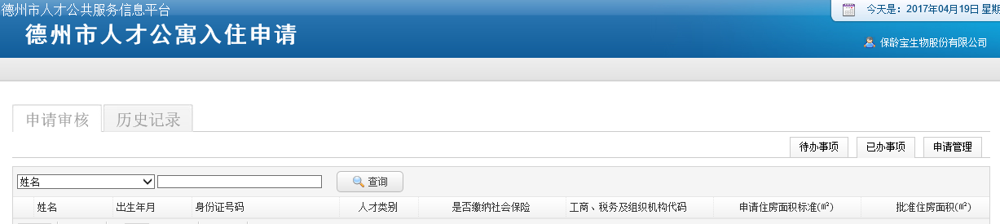 德州市人才公共服务信息平台
今天是：2017年04月19日 星期
德州市人才公寓入住申请
保龄宝生物股份有限公司
申请审核 历史记录
待办事项 已办事项 申请管理
姓名 查询
姓名 出生年月 身份证号码 人才类别 是否缴纳社会保险 工商、税务及组织机构代码 申请住房面积标准(㎡) 批准住房面积(㎡)